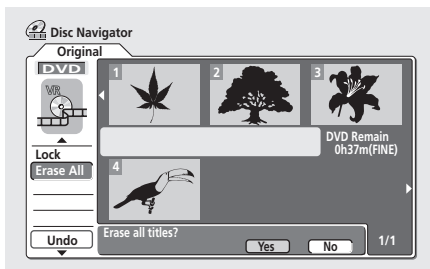 Disc Navigator
Original
DVD
VR
1
2
3
DVD Remain
0h37m(FINE)
Lock
Erase All
4
Undo
Erase all titles?
Yes
No
1/1